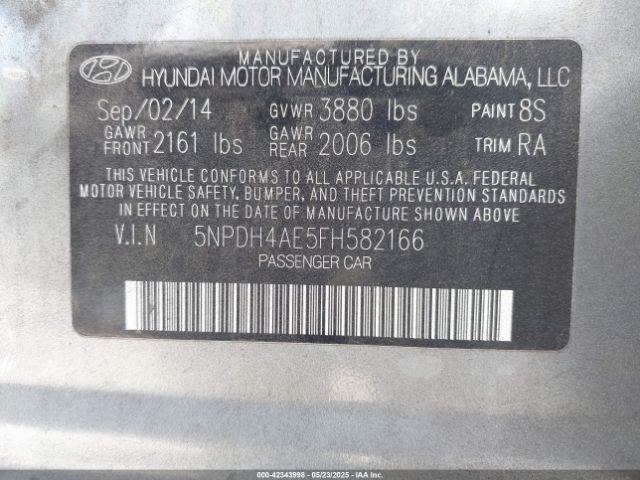 MANUFACTURED BY
HYUNDAI MOTOR MANUFACTURING ALABAMA, LLC
Sep/02/14 GVWR 3880 lbs PAINT 8S
GAWR FRONT 2161 lbs GAWR REAR 2006 lbs TRIM RA
THIS VEHICLE CONFORMS TO ALL APPLICABLE U.S.A. FEDERAL
MOTOR VEHICLE SAFETY, BUMPER, AND THEFT PREVENTION STANDARDS
IN EFFECT ON THE DATE OF MANUFACTURE SHOWN ABOVE.
V.I.N 5NPDH4AE5FH582166
PASSENGER CAR
000-42343998 - 05/23/2025 - IAAI.COM